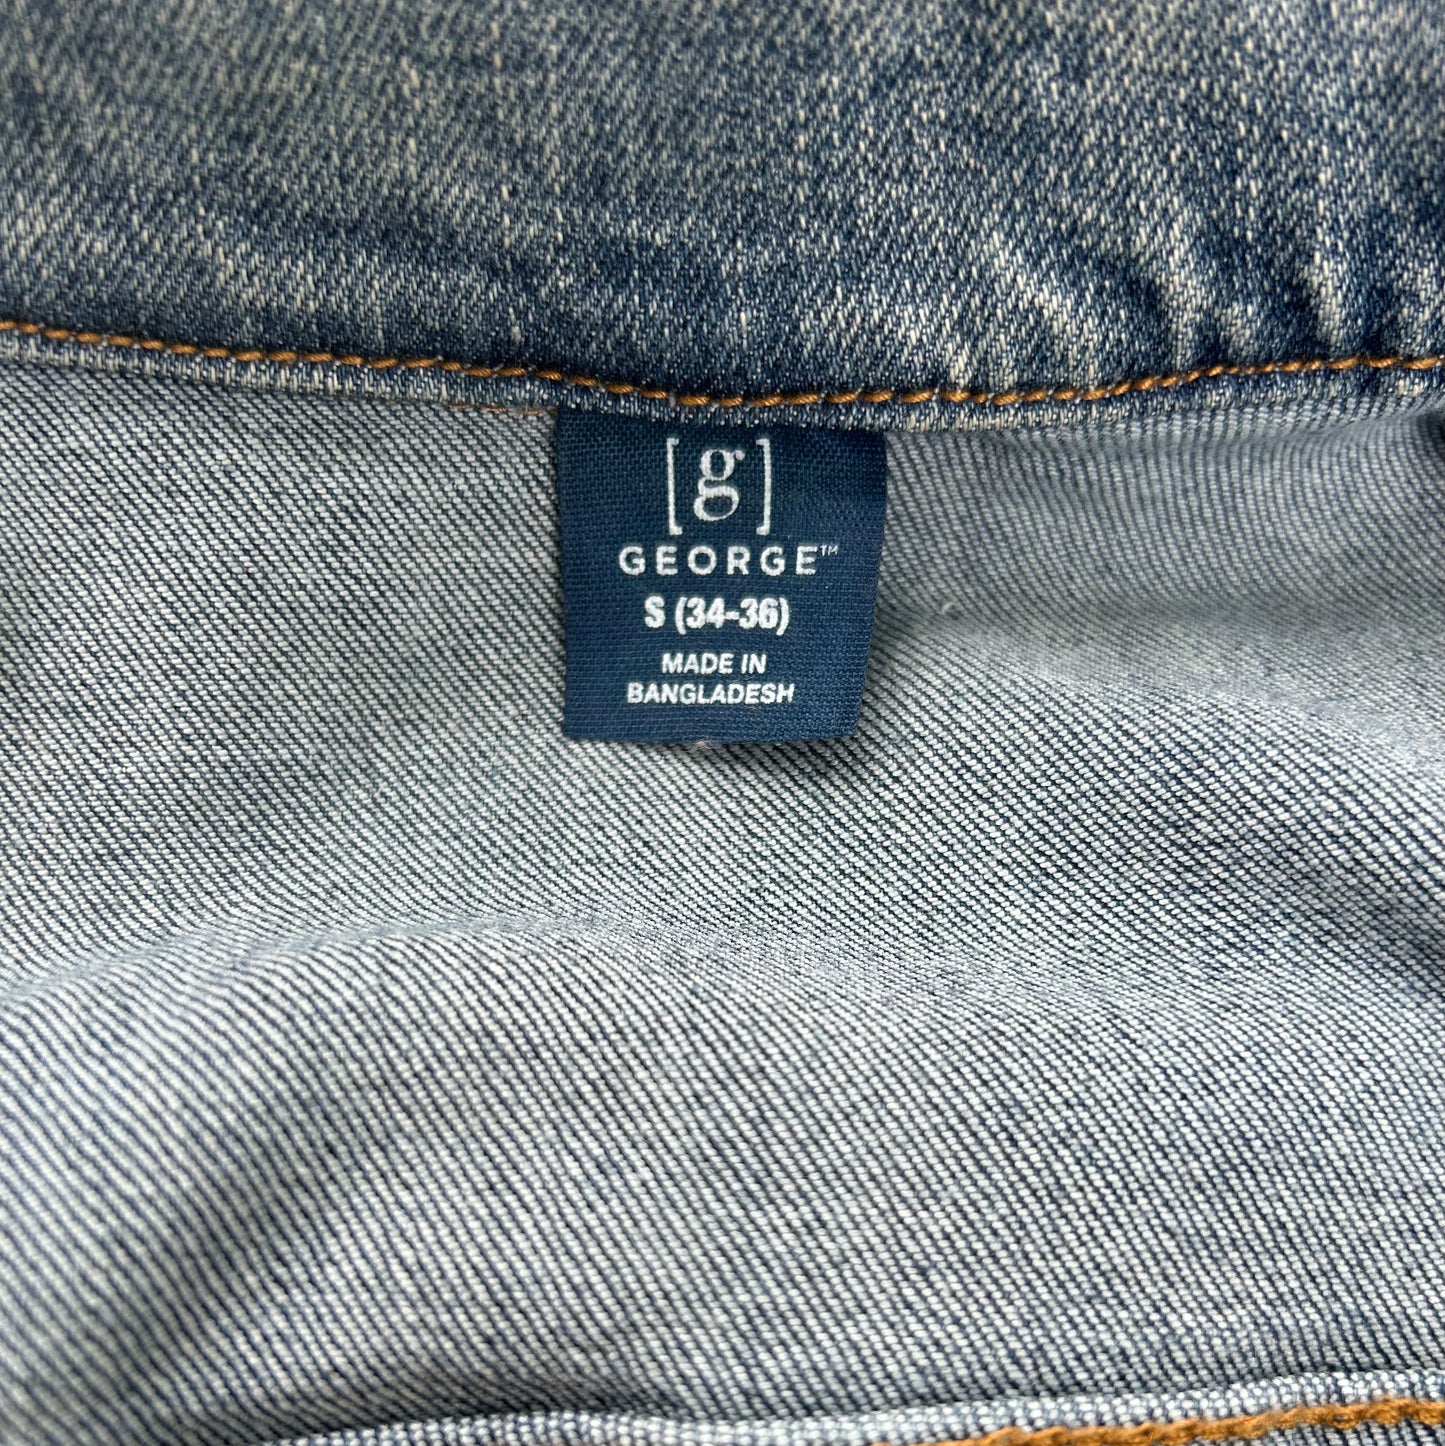 [g]
GEORGE™
S (34-36)
MADE IN
BANGLADESH